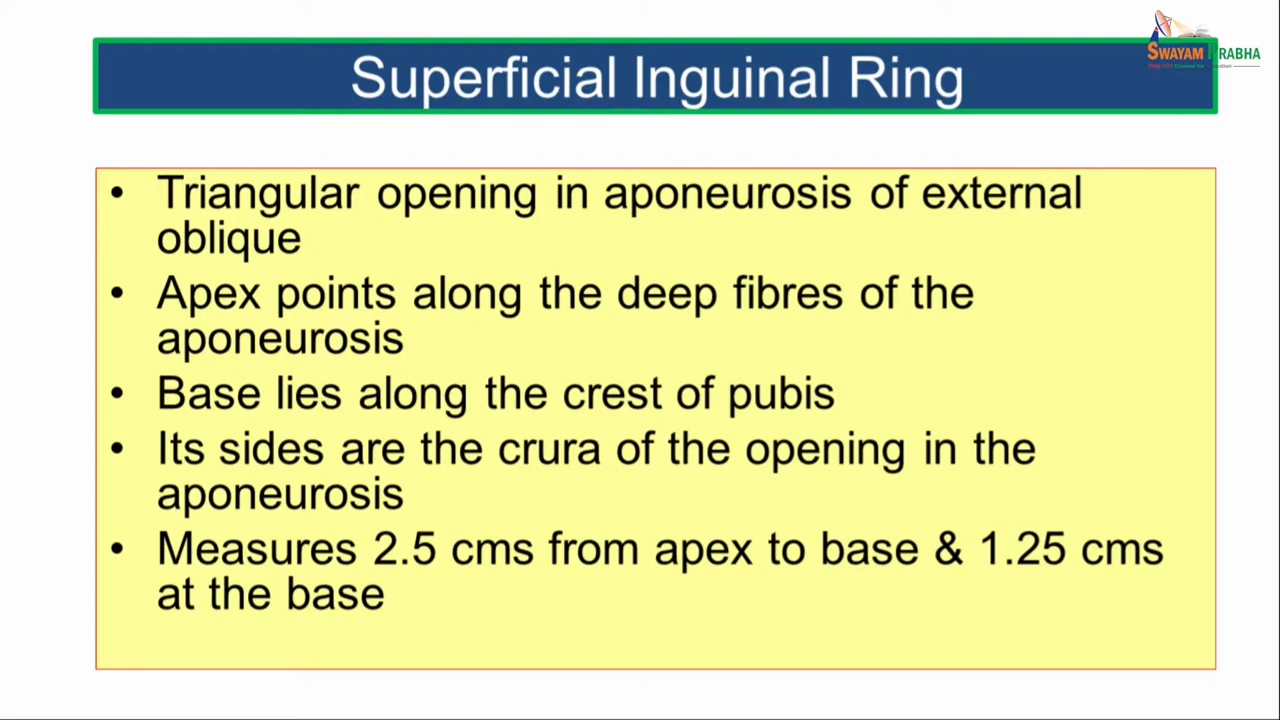 SWAYAM PRABHA
Superficial Inguinal Ring
• Triangular opening in aponeurosis of external
oblique
• Apex points along the deep fibres of the
aponeurosis
• Base lies along the crest of pubis
• Its sides are the crura of the opening in the
aponeurosis
• Measures 2.5 cms from apex to base & 1.25 cms
at the base